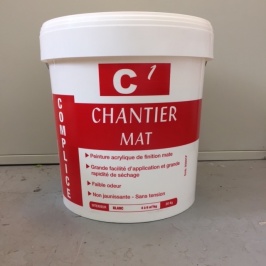 C1
CHANTIER
MAT
COMPLICE
• Peinture acrylique de finition mate
• Grande facilité d'application et grande
rapidité de séchage
• Faible odeur
• Non jaunissante - Sans tension
BLANC